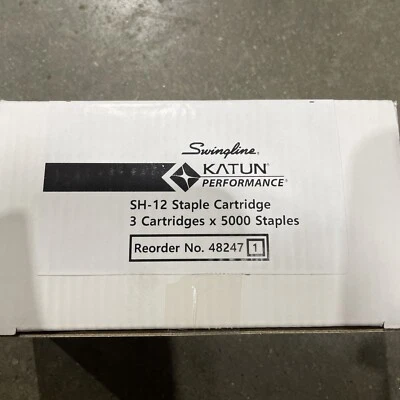 Swingline®
KATUN®
PERFORMANCE®
SH-12 Staple Cartridge
3 Cartridges x 5000 Staples
Reorder No. 48247 1